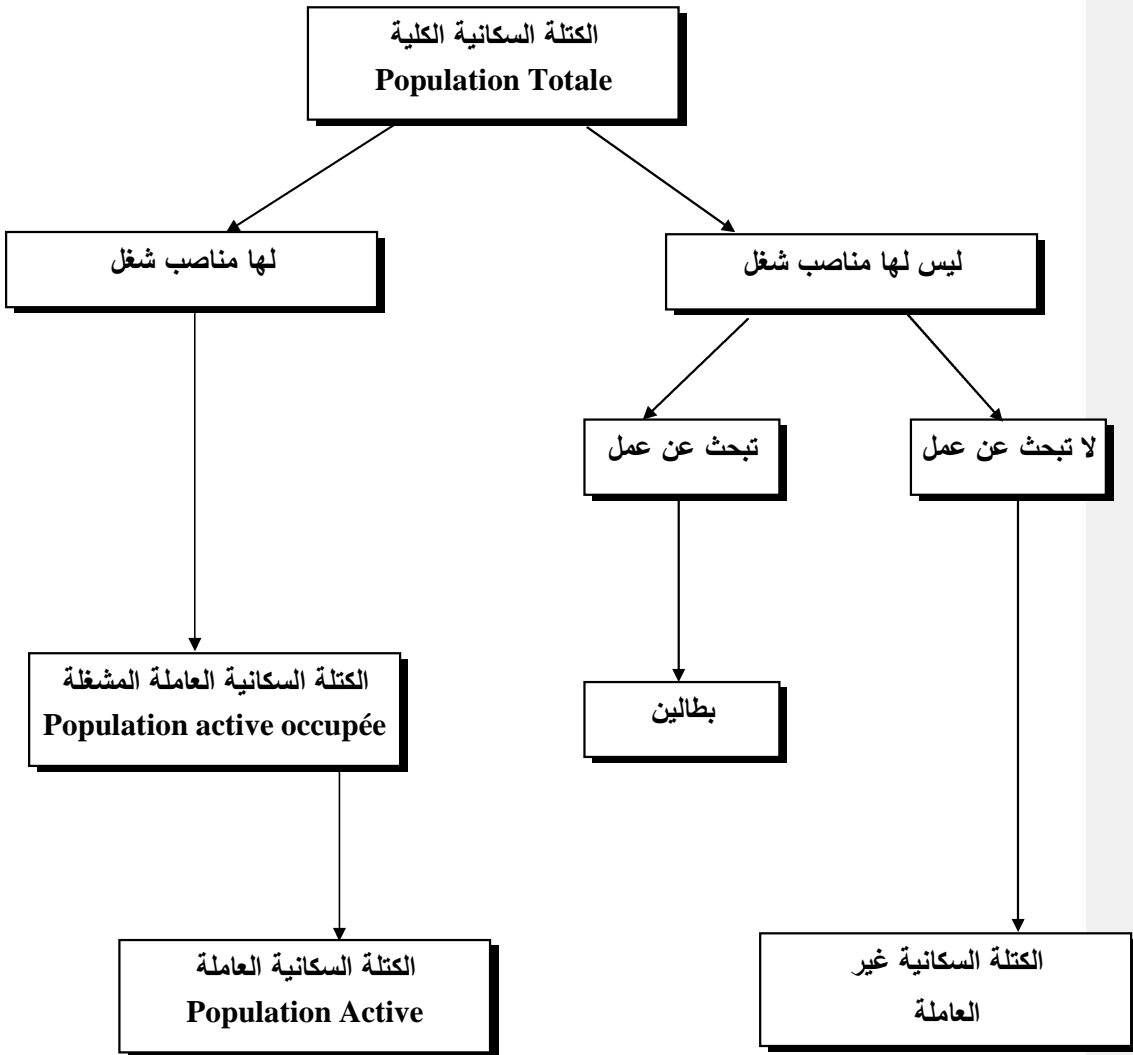 الكتلة السكانية الكلية
Population Totale
ليس لها مناصب شغل
لها مناصب شغل
لا تبحث عن عمل
تبحث عن عمل
الكتلة السكانية العاملة المشغلة
Population active occupée
بطالين
الكتلة السكانية غير
العاملة
الكتلة السكانية العاملة
Population Active